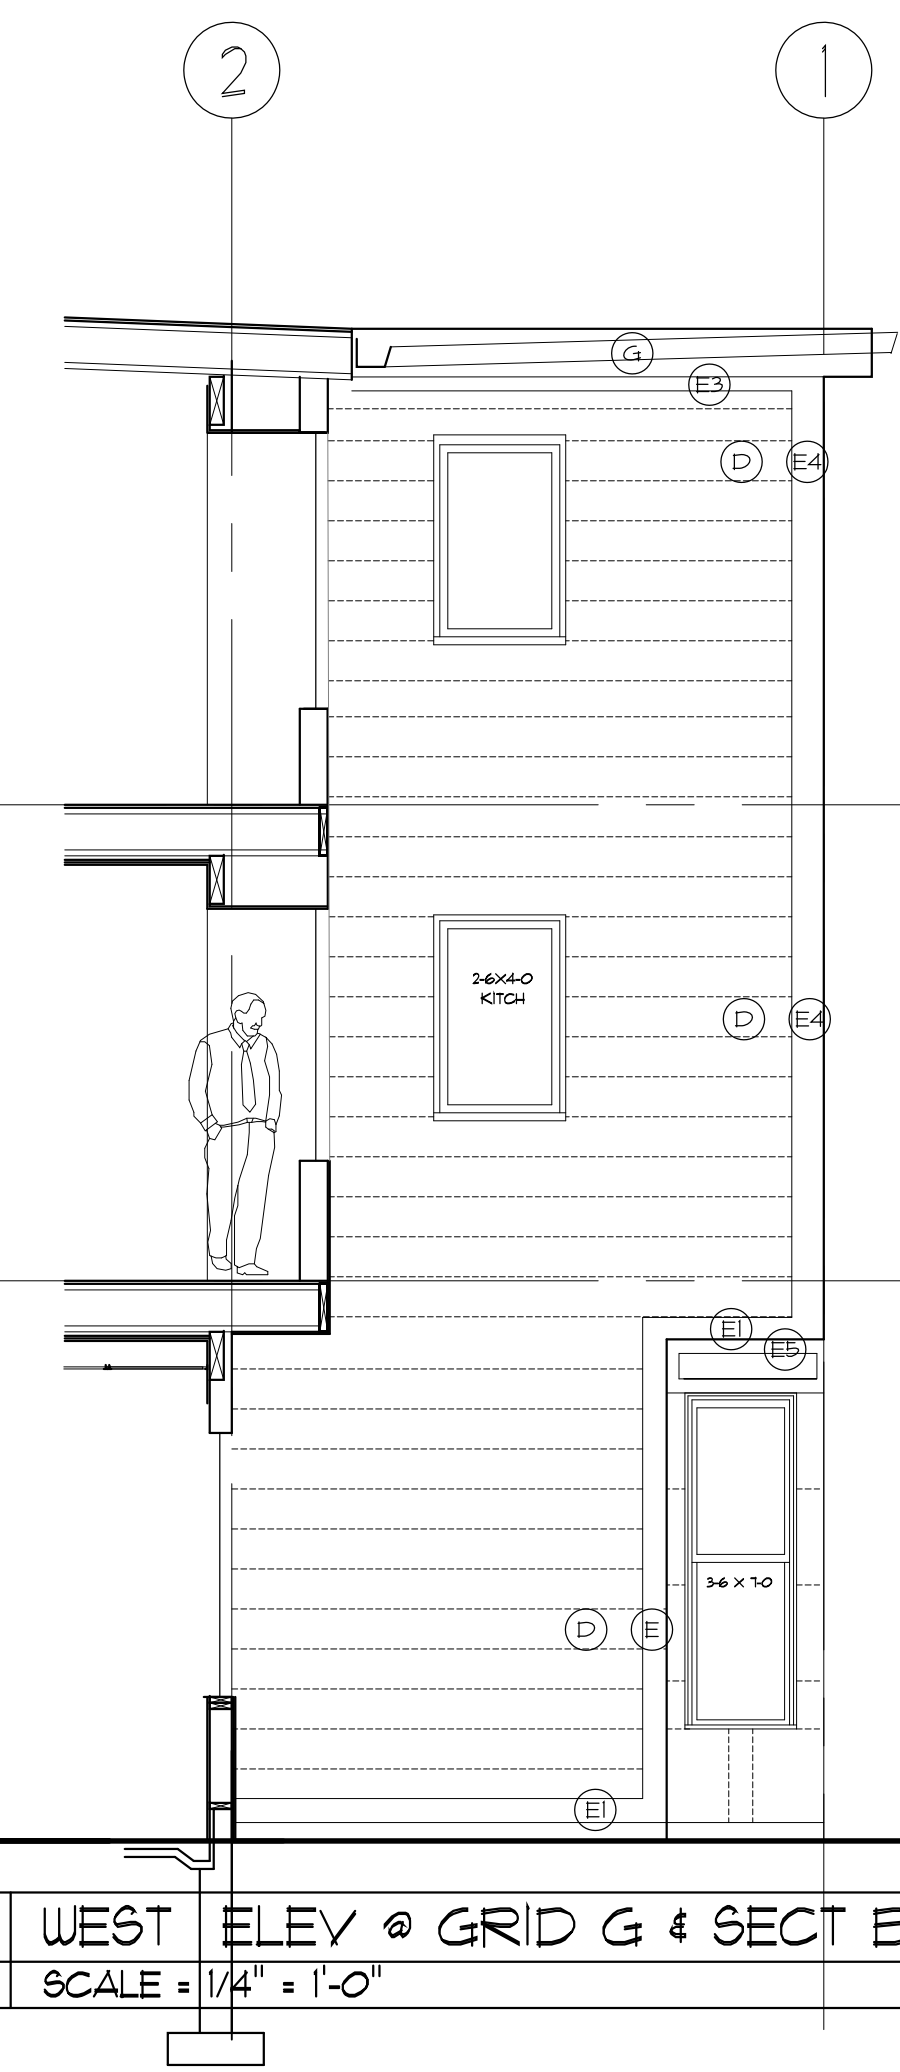 2 1
G
E3
D E4
2-6X4-0
KITCH
D E4
E1
E5
3-6 X 7-0
D E
E1
WEST ELEV @ GRID G & SECT
SCALE = 1/4" = 1'-0"